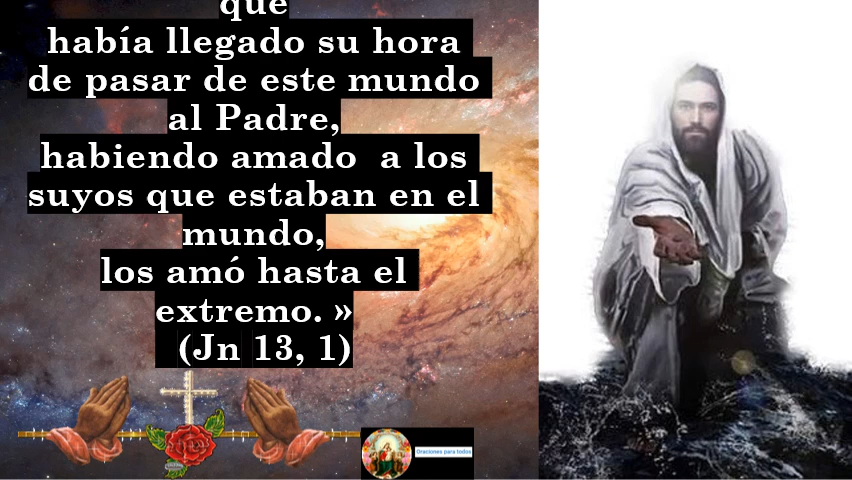 que
había llegado su hora
de pasar de este mundo
al Padre,
habiendo amado a los
suyos que estaban en el
mundo,
los amó hasta el
extremo. »
(Jn 13, 1)
Oraciones para todos